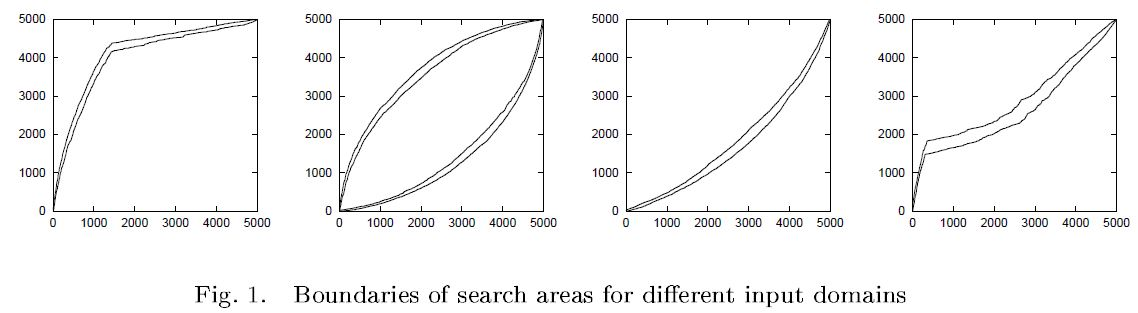 5000 5000 5000 5000
4000 4000 4000 4000
3000 3000 3000 3000
2000 2000 2000 2000
1000 1000 1000 1000
0 0 0 0
0 1000 2000 3000 4000 5000 0 1000 2000 3000 4000 5000 0 1000 2000 3000 4000 5000 0 1000 2000 3000 4000 5000
Fig. 1. Boundaries of search areas for different input domains